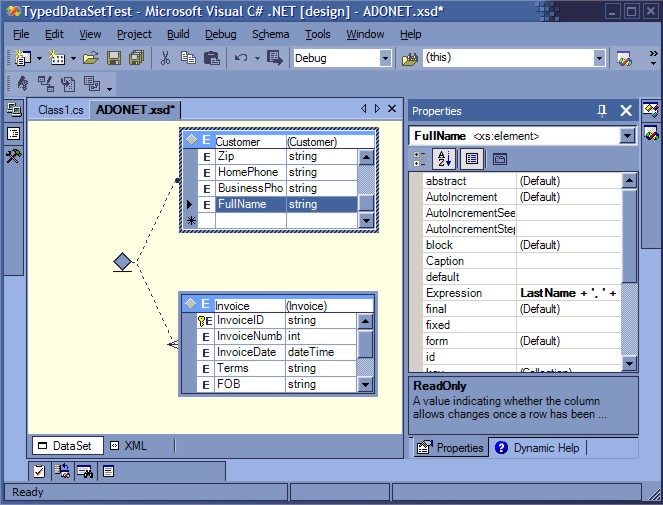 TypedDataSetTest - Microsoft Visual C# .NET [design] - ADONET.xsd*
File Edit View Project Build Debug Schema Tools Window Help
Debug (this)
Class1.cs ADONET.xsd*
E Customer (Customer)
E Zip string
E HomePhone string
E BusinessPho string
E FullName string
E Invoice (Invoice)
E InvoiceID string
E InvoiceNumb int
E InvoiceDate dateTime
E Terms string
E FOB string
DataSet XML
Properties
FullName <xs:element>
abstract (Default)
AutoIncrement (Default)
AutoIncrementSee
AutoIncrementStep
block (Default)
Caption
default
Expression LastName + ', ' +
final (Default)
fixed
form (Default)
id
key (Collection)
ReadOnly
A value indicating whether the column
allows changes once a row has been ...
Properties Dynamic Help
Ready